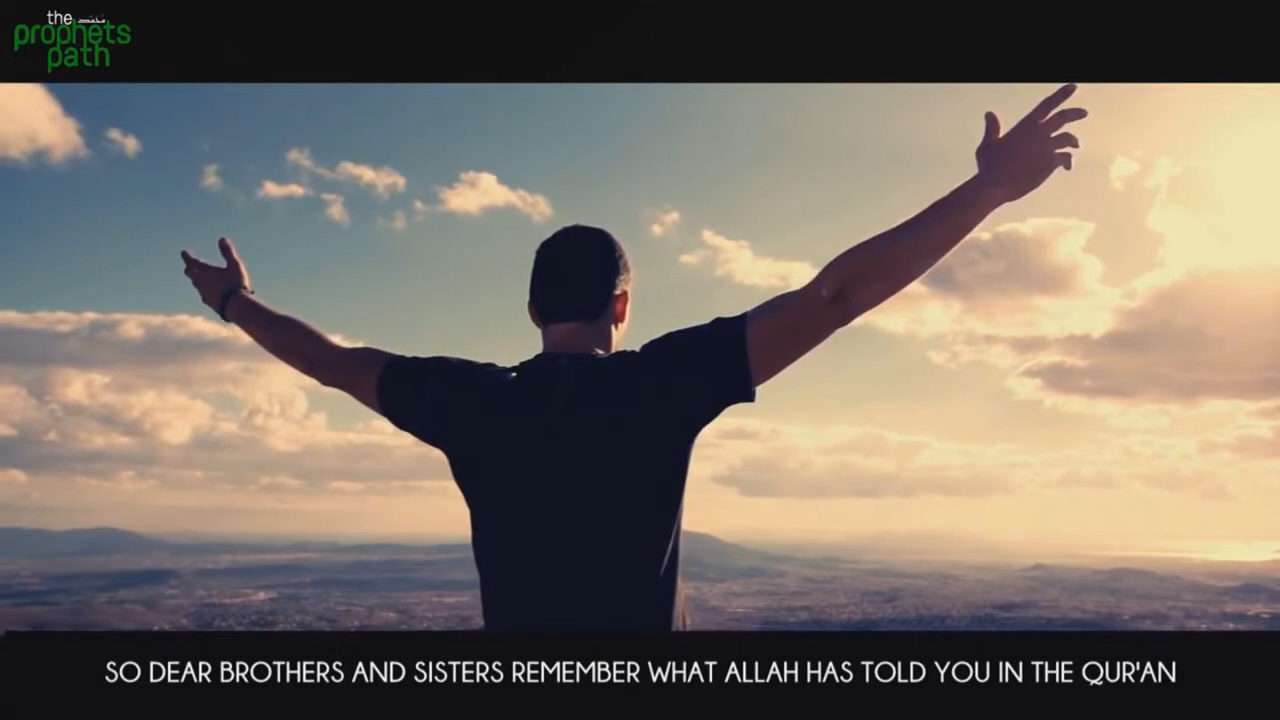 the
prophets
path
SO DEAR BROTHERS AND SISTERS REMEMBER WHAT ALLAH HAS TOLD YOU IN THE QUR'AN